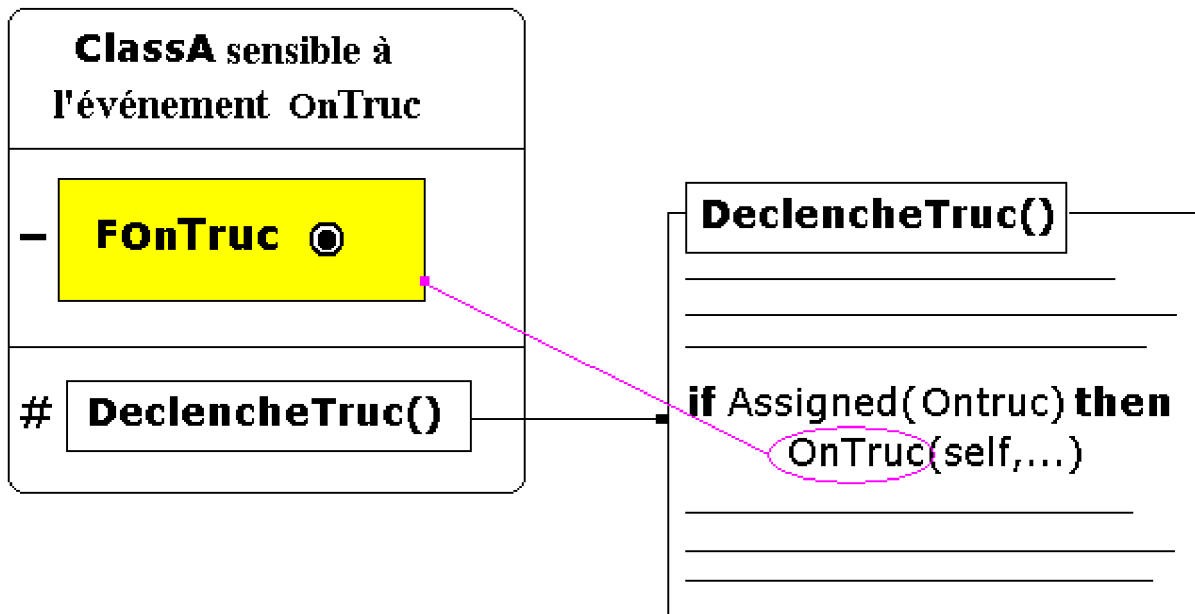 ClassA sensible à
l'événement OnTruc
– FOnTruc
# DeclencheTruc()
DeclencheTruc()
if Assigned(Ontruc) then
OnTruc(self,...)